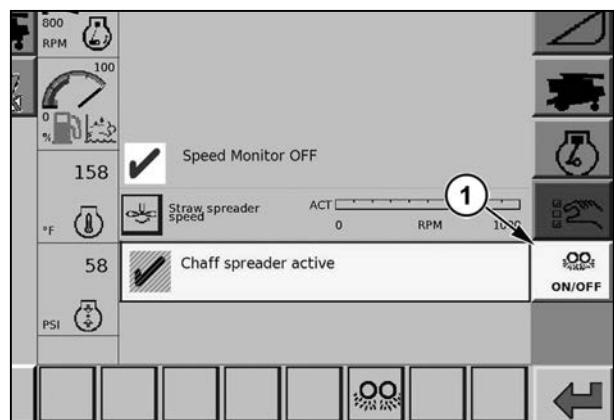 800
RPM
100
0
%
158
°F
58
PSI
Speed Monitor OFF
Straw spreader
speed
ACT
0 RPM 1000
Chaff spreader active
1
ON/OFF